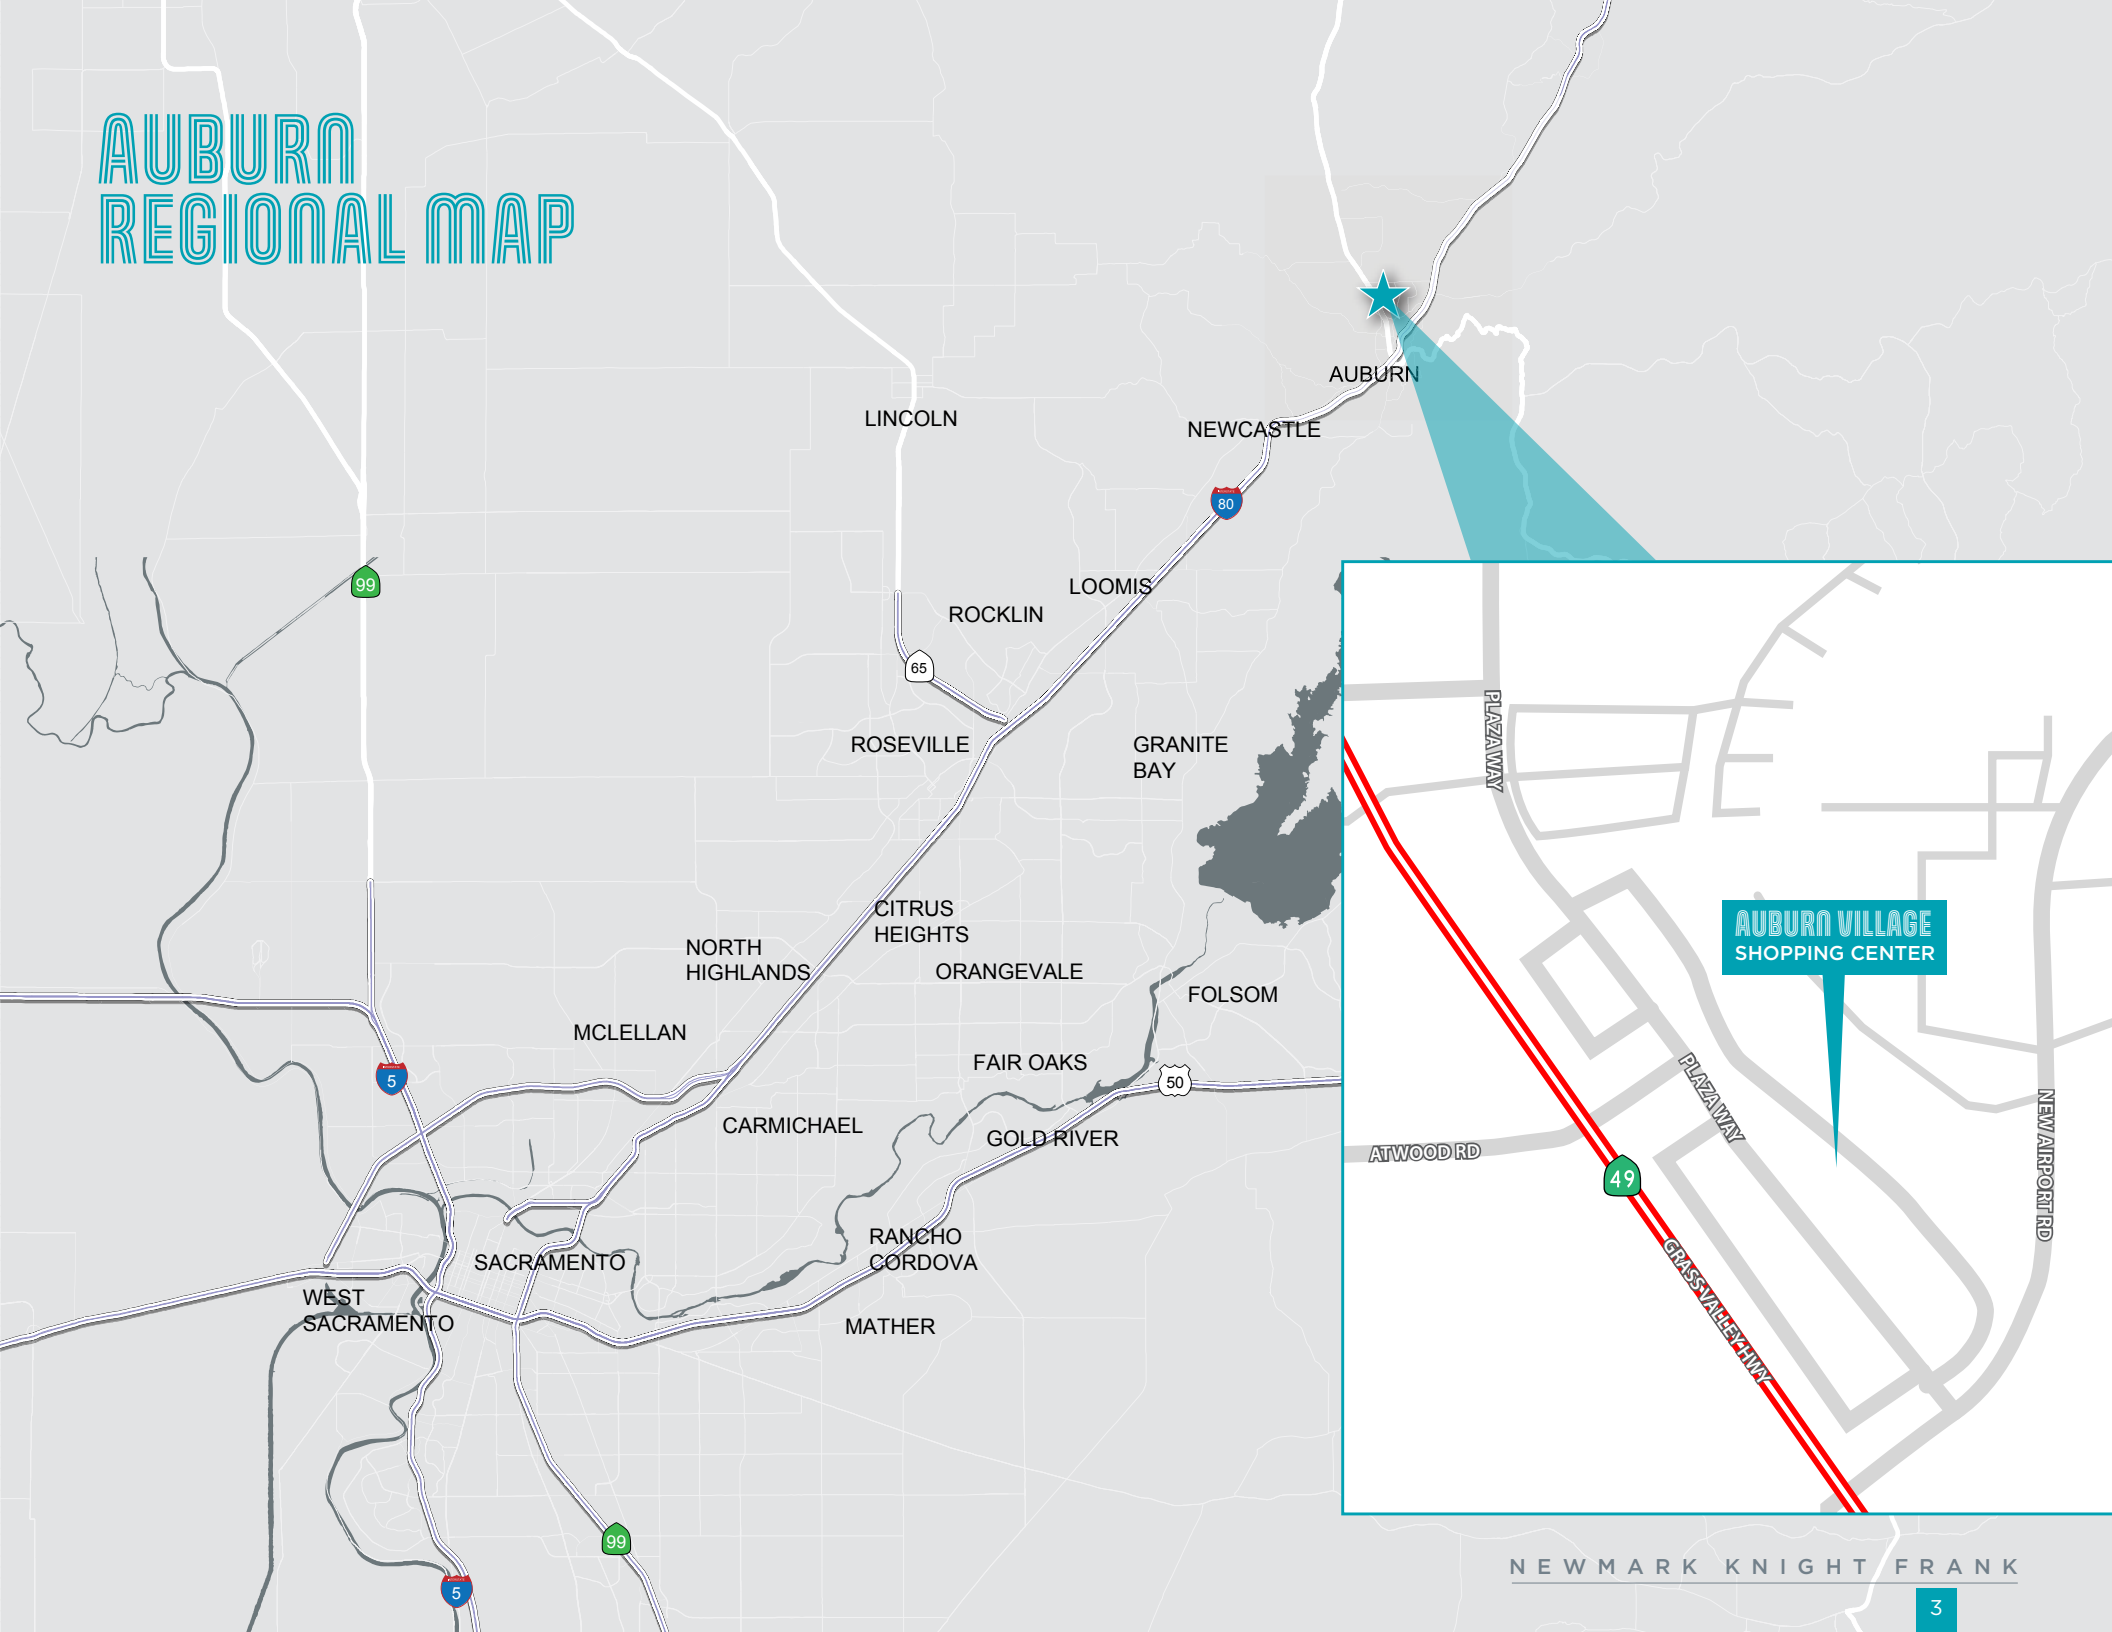 AUBURN
REGIONAL MAP
AUBURN
LINCOLN
NEWCASTLE
80
99
LOOMIS
ROCKLIN
65
ROSEVILLE
GRANITE
BAY
PLAZA WAY
CITRUS
HEIGHTS
NORTH
HIGHLANDS
ORANGEVALE
FOLSOM
AUBURN VILLAGE
SHOPPING CENTER
MCLELLAN
FAIR OAKS
5
50
CARMICHAEL
GOLD RIVER
PLAZA WAY
ATWOOD RD
49
NEW AIRPORT RD
GRASS VALLEY HWY
RANCHO
CORDOVA
SACRAMENTO
WEST
SACRAMENTO
MATHER
99
5
NEWMARK KNIGHT FRANK
3